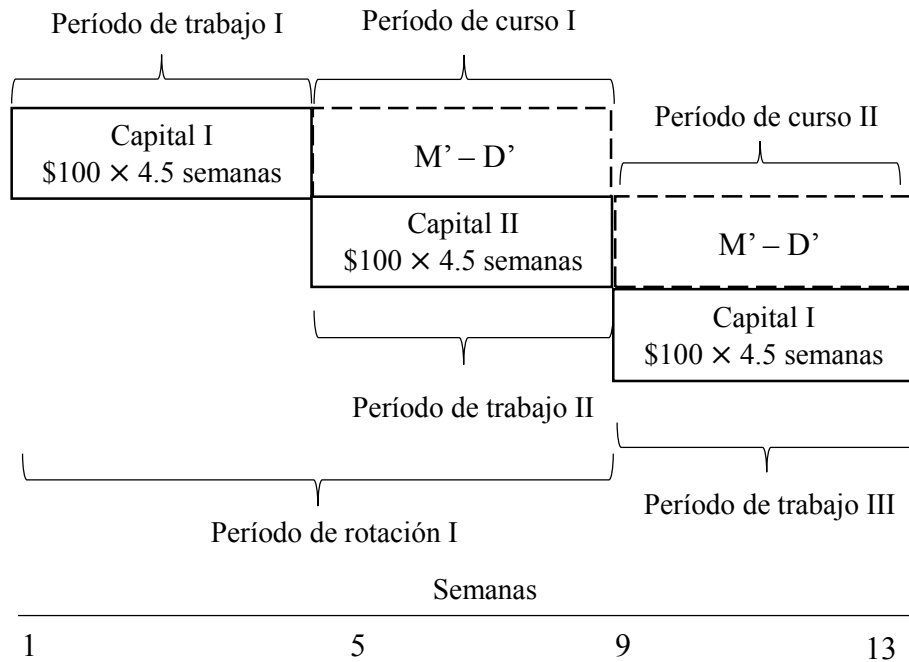 Período de trabajo I
Período de curso I
Período de curso II
Capital I
$100 × 4.5 semanas
M’ – D’
Capital II
$100 × 4.5 semanas
M’ – D’
Capital I
$100 × 4.5 semanas
Período de trabajo II
Período de trabajo III
Período de rotación I
Semanas
1 5 9 13